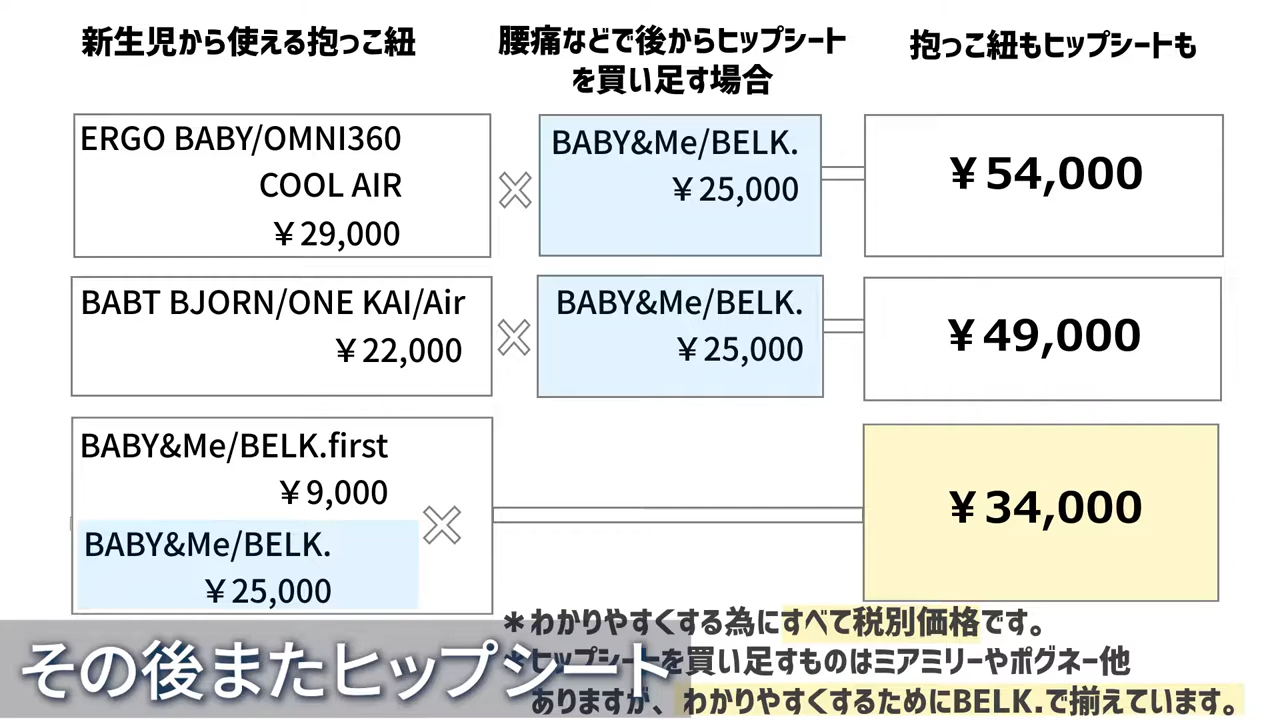 新生児から使える抱っこ紐
腰痛などで後からヒップシート
を買い足す場合
抱っこ紐もヒップシートも
ERGO BABY/OMNI360
COOL AIR
￥29,000
BABY&Me/BELK.
￥25,000
￥54,000
BABT BJORN/ONE KAI/Air
￥22,000
BABY&Me/BELK.
￥25,000
￥49,000
BABY&Me/BELK.first
￥9,000
BABY&Me/BELK.
￥25,000
￥34,000
＊わかりやすくする為にすべて税別価格です。
＊ヒップシートを買い足すものはミアミリーやポグネー他
ありますが、わかりやすくするためにBELK.で揃えています。
その後またヒップシート